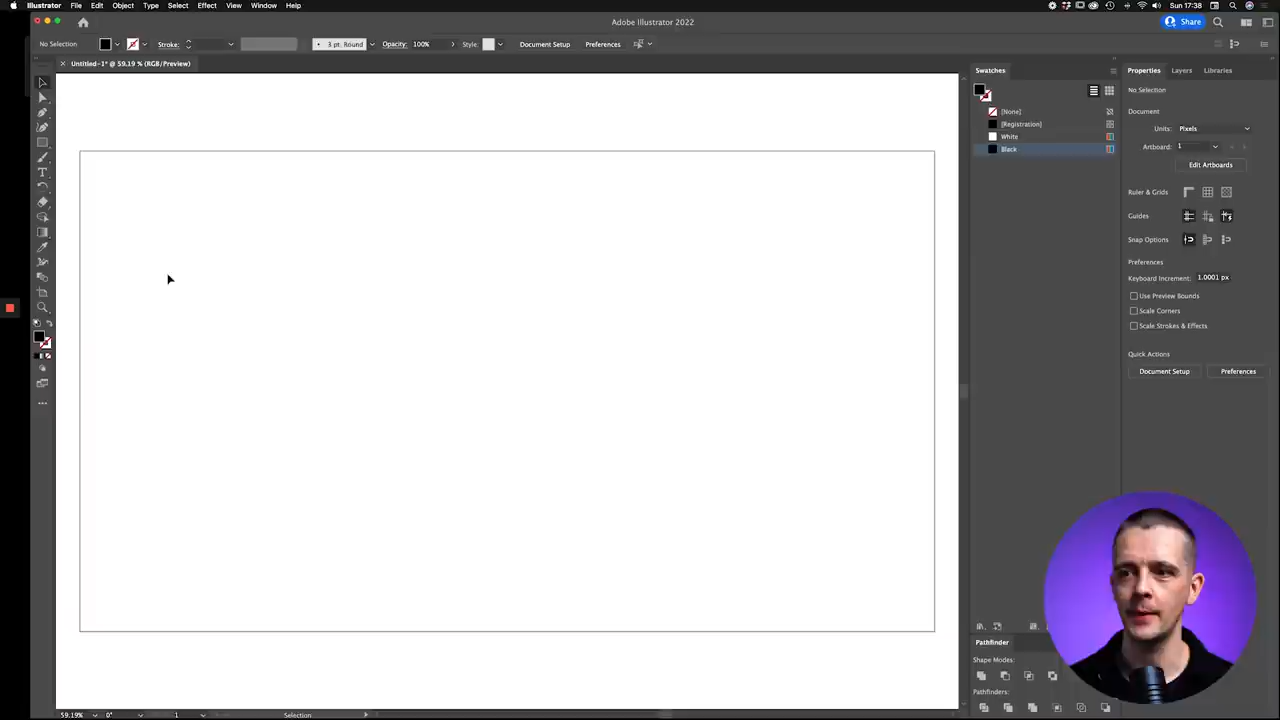 Illustrator File Edit Object Type Select Effect View Window Help
Sun 17:38
Adobe Illustrator 2022
Share
No Selection
Stroke:
3 pt. Round
Opacity: 100%
Style:
Document Setup
Preferences
Untitled-1* @ 59.19 % (RGB/Preview)
Swatches
[None]
[Registration]
White
Black
Properties Layers Libraries
No Selection
Document
Units: Pixels
Artboard: 1
Edit Artboards
Ruler & Grids
Guides
Snap Options
Preferences
Keyboard Increment: 1.0001 px
Use Preview Bounds
Scale Corners
Scale Strokes & Effects
Quick Actions
Document Setup Preferences
Pathfinder
Shape Modes:
Pathfinders:
59.19% 0° 1 Selection